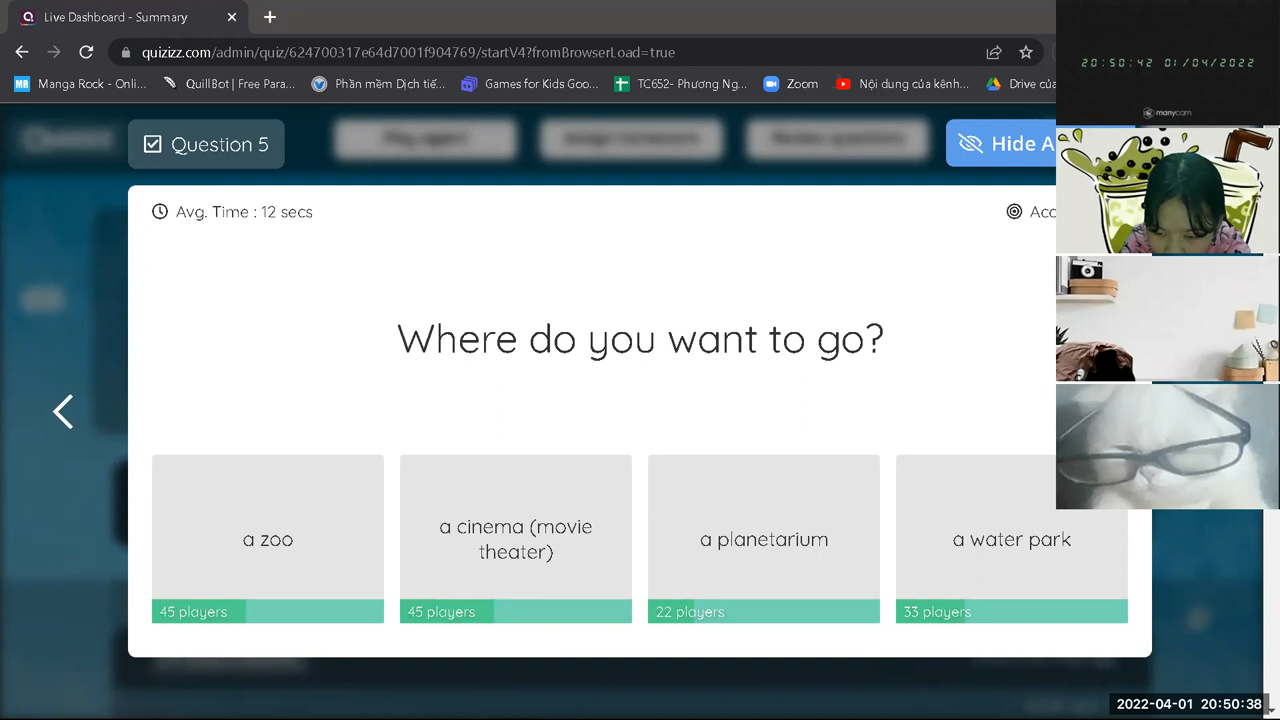 Live Dashboard - Summary
quizizz.com/admin/quiz/624700317e64d7001f904769/startV4?fromBrowserLoad=true
MR Manga Rock - Onli...
QuillBot | Free Para...
Phần mềm Dịch tiế...
Games for Kids Geo...
TC652- Phương Ng...
Zoom
Nội dung của kênh...
Drive củ
20:50:42 01/04/2022
manycam
Question 5
Hide A
Avg. Time : 12 secs
Acc
Where do you want to go?
a zoo
a cinema (movie
theater)
a planetarium
a water park
45 players
45 players
22 players
33 players
2022-04-01 20:50:38